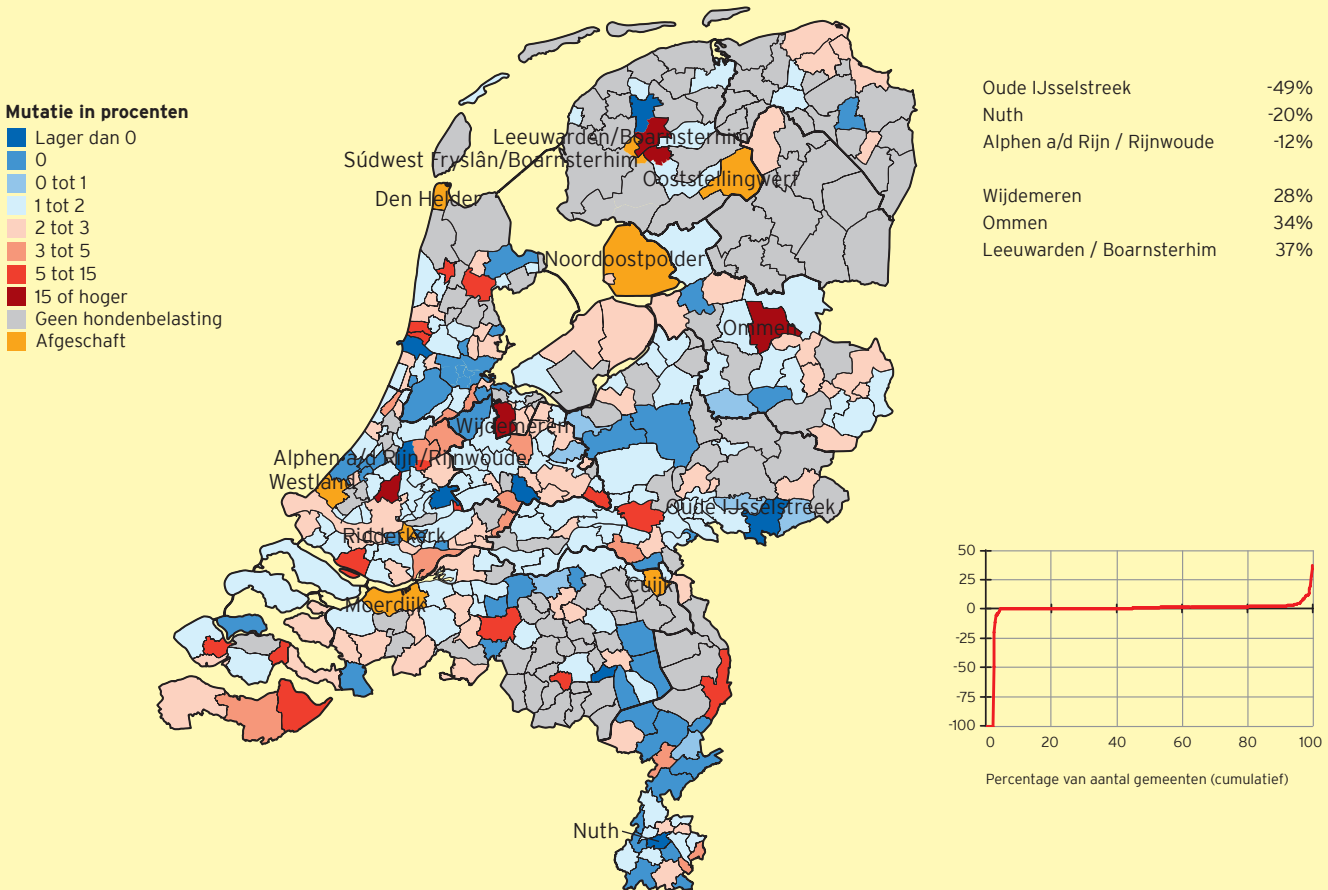 Mutatie in procenten
Lager dan 0
0
0 tot 1
1 tot 2
2 tot 3
3 tot 5
5 tot 15
15 of hoger
Geen hondenbelasting
Afgeschaft
Leeuwarden/Boarnsterhim
Súdwest Fryslân/Boarnsterhim
Ooststellingwerf
Den Helder
Noordoostpolder
Ommen
Wijdemeren
Alphen a/d Rijn/Rijnwoude
Westland
Oude IJsselstreek
Ridderkerk
Cuijk
Moerdijk
Nuth
Oude IJsselstreek -49%
Nuth -20%
Alphen a/d Rijn / Rijnwoude -12%
Wijdemeren 28%
Ommen 34%
Leeuwarden / Boarnsterhim 37%
50
25
0
-25
-50
-75
-100
0 20 40 60 80 100
Percentage van aantal gemeenten (cumulatief)